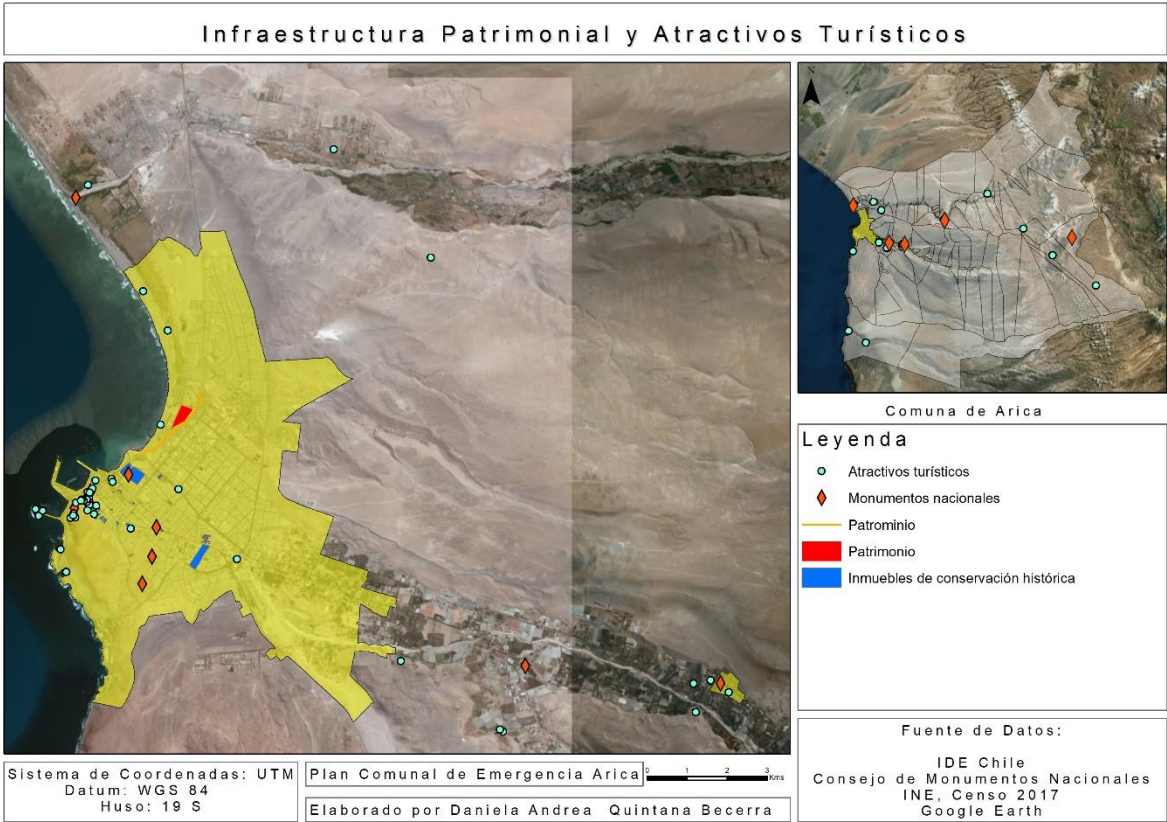 Infraestructura Patrimonial y Atractivos Turísticos
N
Comuna de Arica
Leyenda
Atractivos turísticos
Monumentos nacionales
Patrominio
Patrimonio
Inmuebles de conservación histórica
Fuente de Datos:
IDE Chile
Consejo de Monumentos Nacionales
INE, Censo 2017
Google Earth
Sistema de Coordenadas: UTM
Datum: WGS 84
Huso: 19 S
Plan Comunal de Emergencia Arica
0 1 2 3
Kms
Elaborado por Daniela Andrea Quintana Becerra